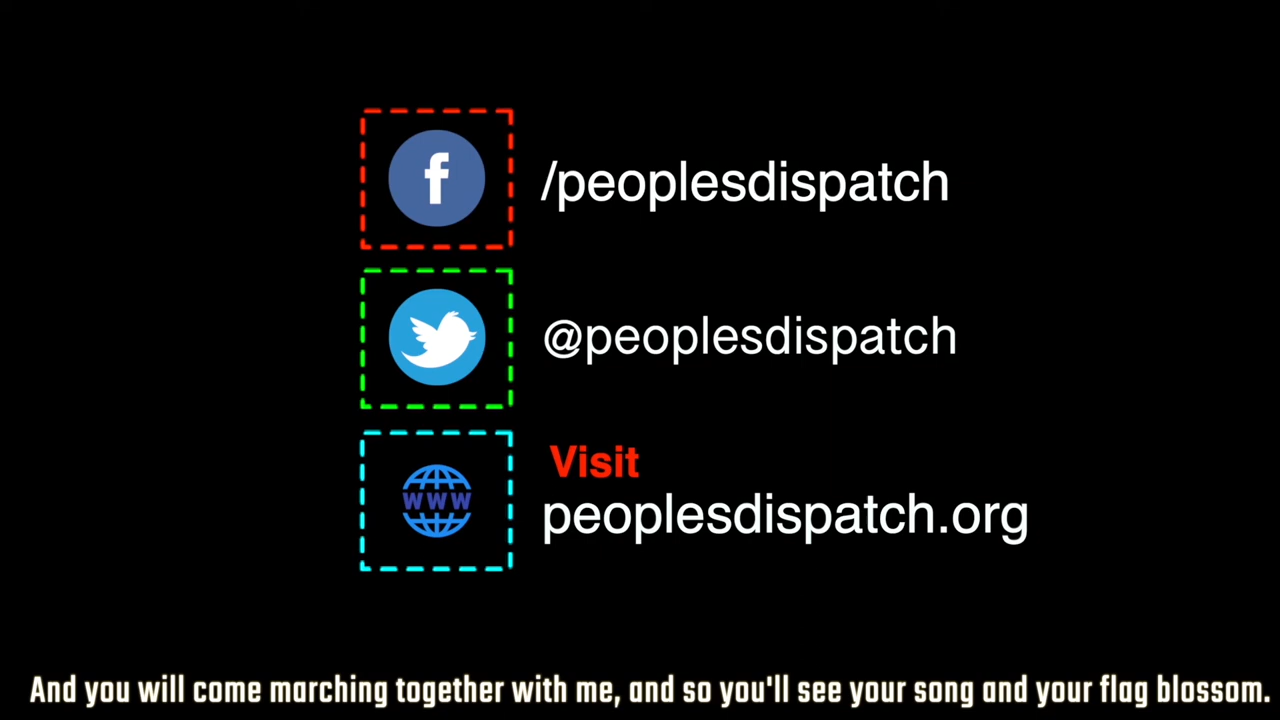 f
/peoplesdispatch
@peoplesdispatch
Visit
WWW
peoplesdispatch.org
And you will come marching together with me, and so you'll see your song and your flag blossom.